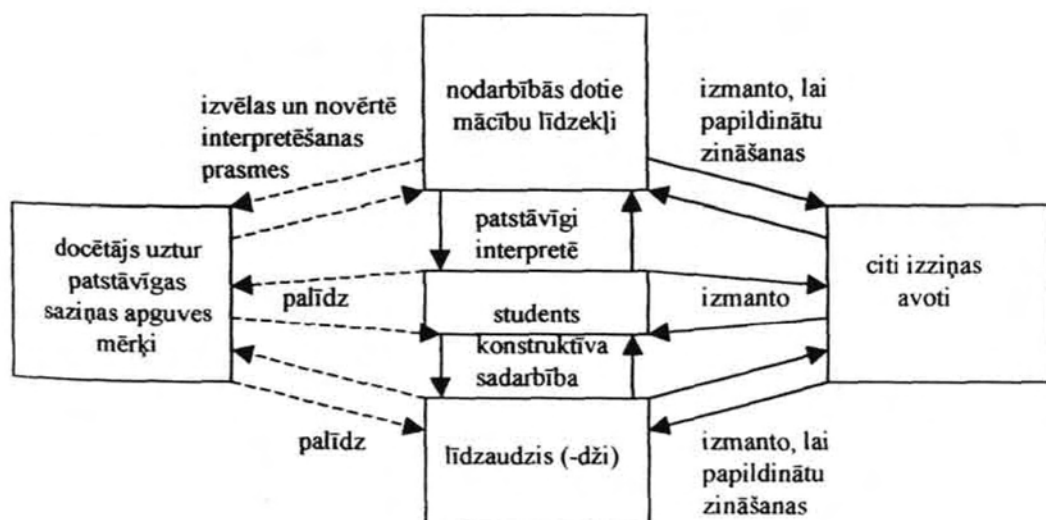 nodarbībās dotie
mācību līdzekļi
izvēlas un novērtē
interpretēšanas
prasmes
izmanto, lai
papildinātu
zināšanas
docētājs uztur
patstāvīgas
saziņas apguves
mērķi
patstāvīgi
interpretē
citi izziņas
avoti
palīdz
students
izmanto
konstruktīva
sadarbība
palīdz
līdzaudzis (-dži)
izmanto, lai
papildinātu
zināšanas